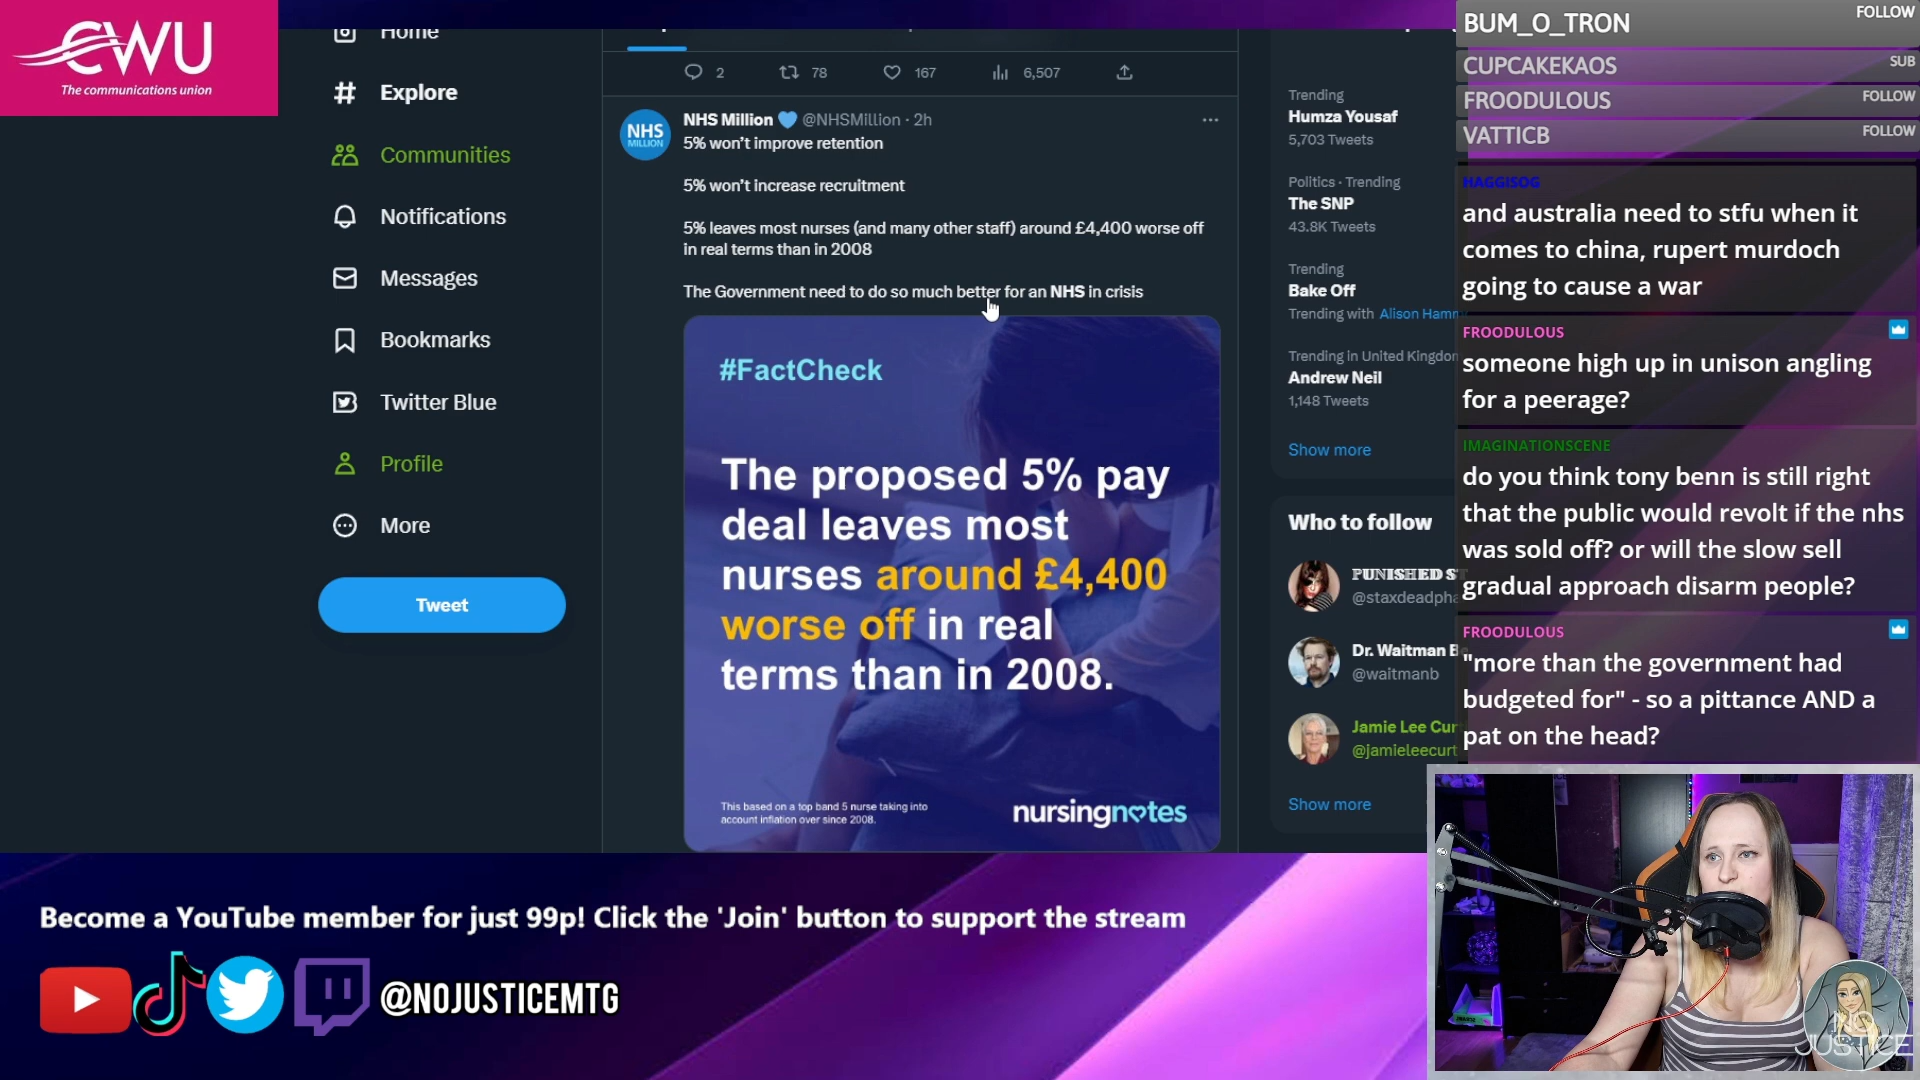 CWU
The communications union
Home
Explore
Communities
Notifications
Messages
Bookmarks
Twitter Blue
Profile
More
Tweet
2 78 167 6,507
NHS MILLION
NHS Million 💙 @NHSMillion · 2h
5% won't improve retention
5% won't increase recruitment
5% leaves most nurses (and many other staff) around £4,400 worse off
in real terms than in 2008
The Government need to do so much better for an NHS in crisis
#FactCheck
The proposed 5% pay
deal leaves most
nurses around £4,400
worse off in real
terms than in 2008.
This based on a top band 5 nurse taking into
account inflation over since 2008.
nursingnotes
Trending
Humza Yousaf
5,703 Tweets
Politics · Trending
The SNP
43.8K Tweets
Trending
Bake Off
Trending with Alison Hamm
Trending in United Kingdon
Andrew Neil
1,148 Tweets
Show more
Who to follow
PUNISHED ST
@staxdeadpha
Dr. Waitman B
@waitmanb
Jamie Lee Cur
@jamieleecurt
Show more
BUM_O_TRON FOLLOW
CUPCAKEKAOS SUB
FROODULOUS FOLLOW
VATTICB FOLLOW
HAGGISOG
and australia need to stfu when it
comes to china, rupert murdoch
going to cause a war
FROODULOUS
someone high up in unison angling
for a peerage?
IMAGINATIONSCENE
do you think tony benn is still right
that the public would revolt if the nhs
was sold off? or will the slow sell
gradual approach disarm people?
FROODULOUS
"more than the government had
budgeted for" - so a pittance AND a
pat on the head?
Become a YouTube member for just 99p! Click the 'Join' button to support the stream
@NOJUSTICEMTG
NO
JUSTICE